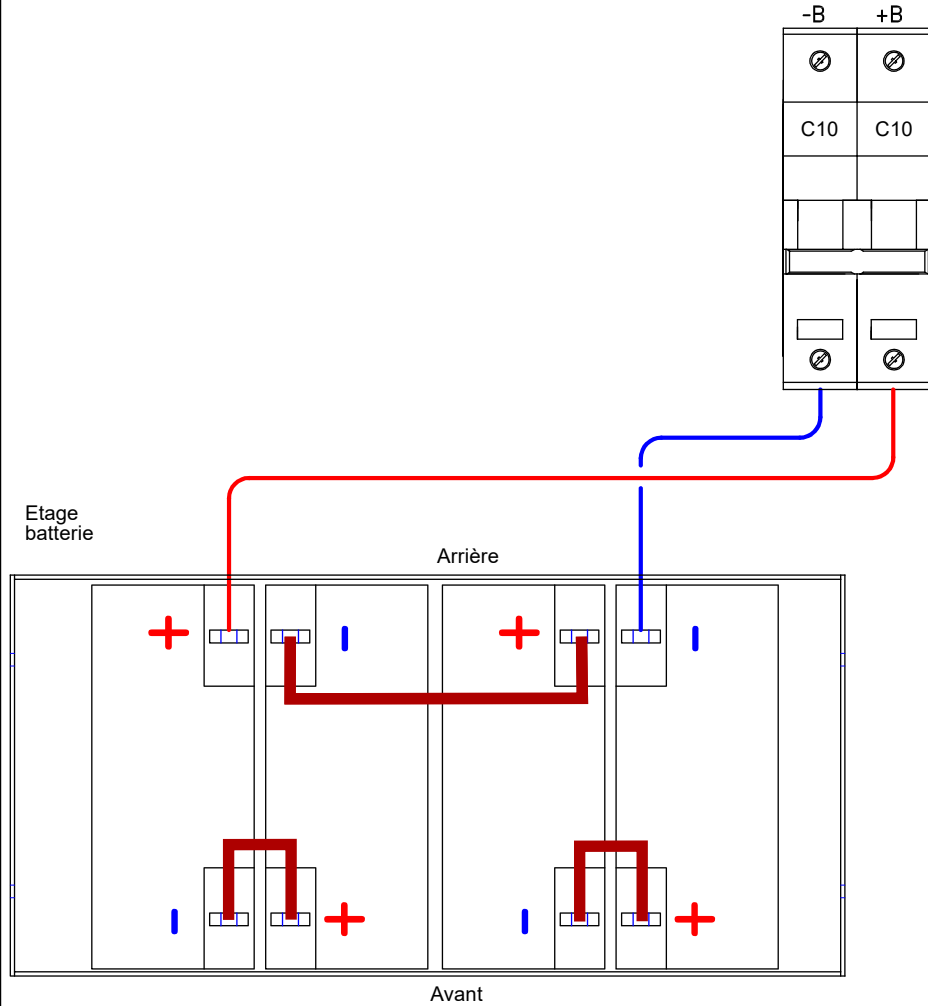 -B +B
C10 C10
Etage
batterie
Arrière
+ - + -
- + - +
Avant